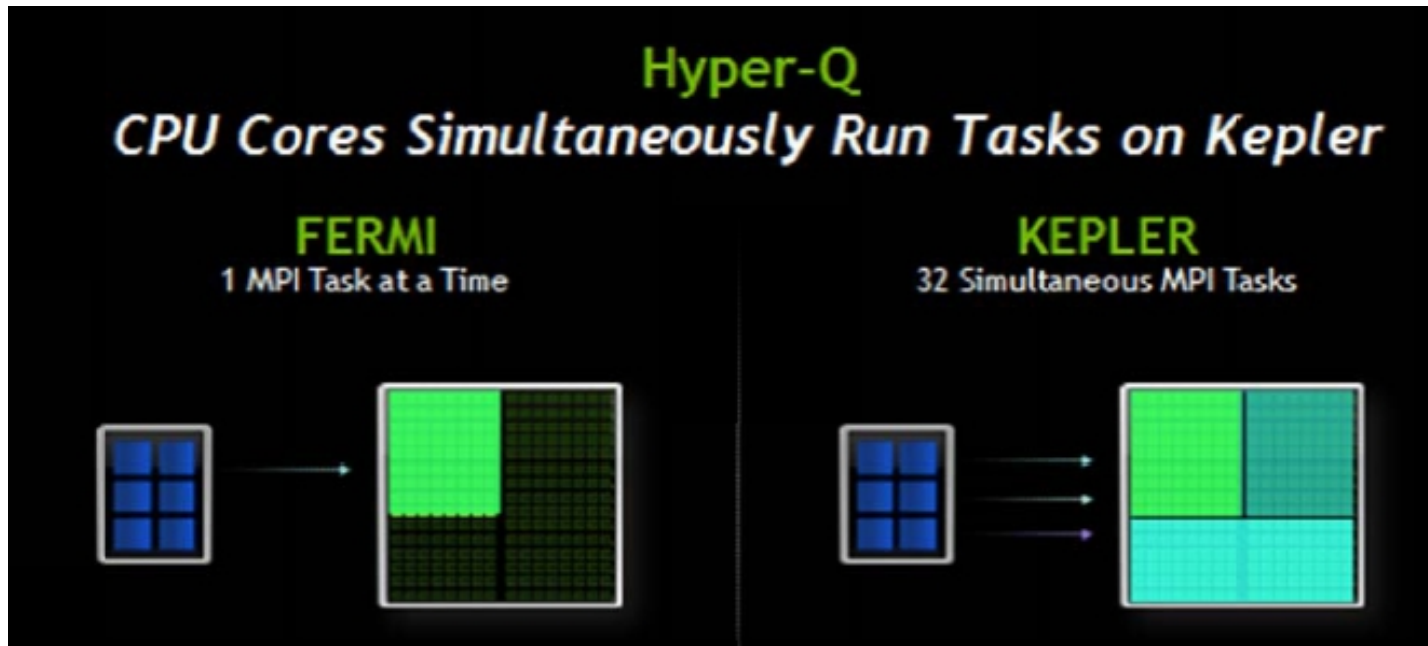 Hyper-Q
CPU Cores Simultaneously Run Tasks on Kepler
FERMI
1 MPI Task at a Time
KEPLER
32 Simultaneous MPI Tasks